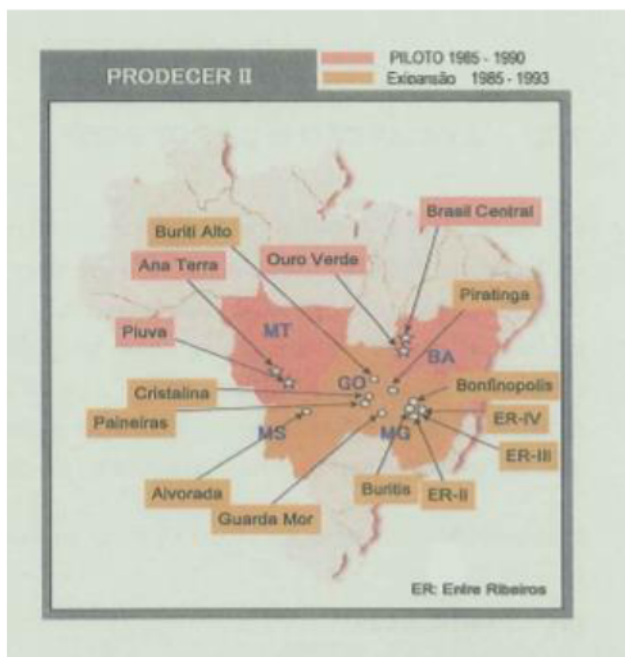 PILOTO 1985 - 1990
PRODECER II
Expansão 1985 - 1993
Brasil Central
Buriti Alto
Ouro Verde
Ana Terra
Piratinga
MT
Piuva
BA
GO
Bonfinopolis
Cristalina
Paineiras
ER-IV
MS
MG
ER-III
Alvorada
Buritis
ER-II
Guarda Mor
ER: Entre Ribeiros